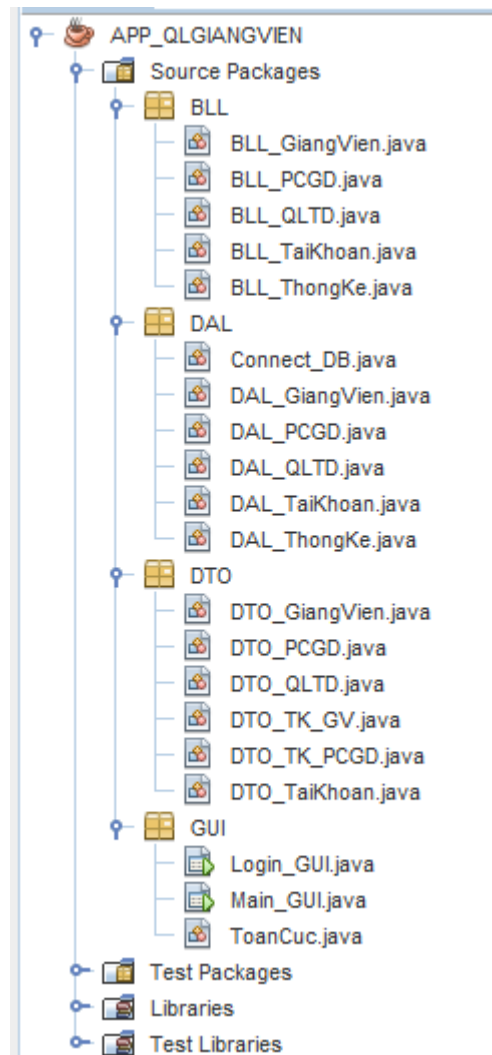 APP_QLGIANGVIEN
Source Packages
BLL
BLL_GiangVien.java
BLL_PCGD.java
BLL_QLTD.java
BLL_TaiKhoan.java
BLL_ThongKe.java
DAL
Connect_DB.java
DAL_GiangVien.java
DAL_PCGD.java
DAL_QLTD.java
DAL_TaiKhoan.java
DAL_ThongKe.java
DTO
DTO_GiangVien.java
DTO_PCGD.java
DTO_QLTD.java
DTO_TK_GV.java
DTO_TK_PCGD.java
DTO_TaiKhoan.java
GUI
Login_GUI.java
Main_GUI.java
ToanCuc.java
Test Packages
Libraries
Test Libraries